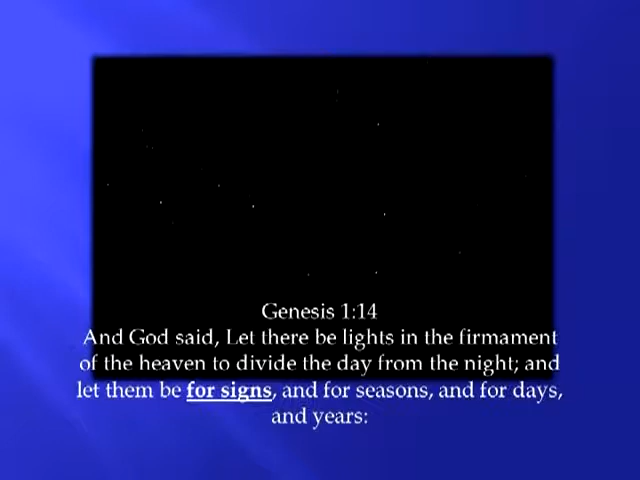 Genesis 1:14
And God said, Let there be lights in the firmament
of the heaven to divide the day from the night; and
let them be for signs, and for seasons, and for days,
and years: